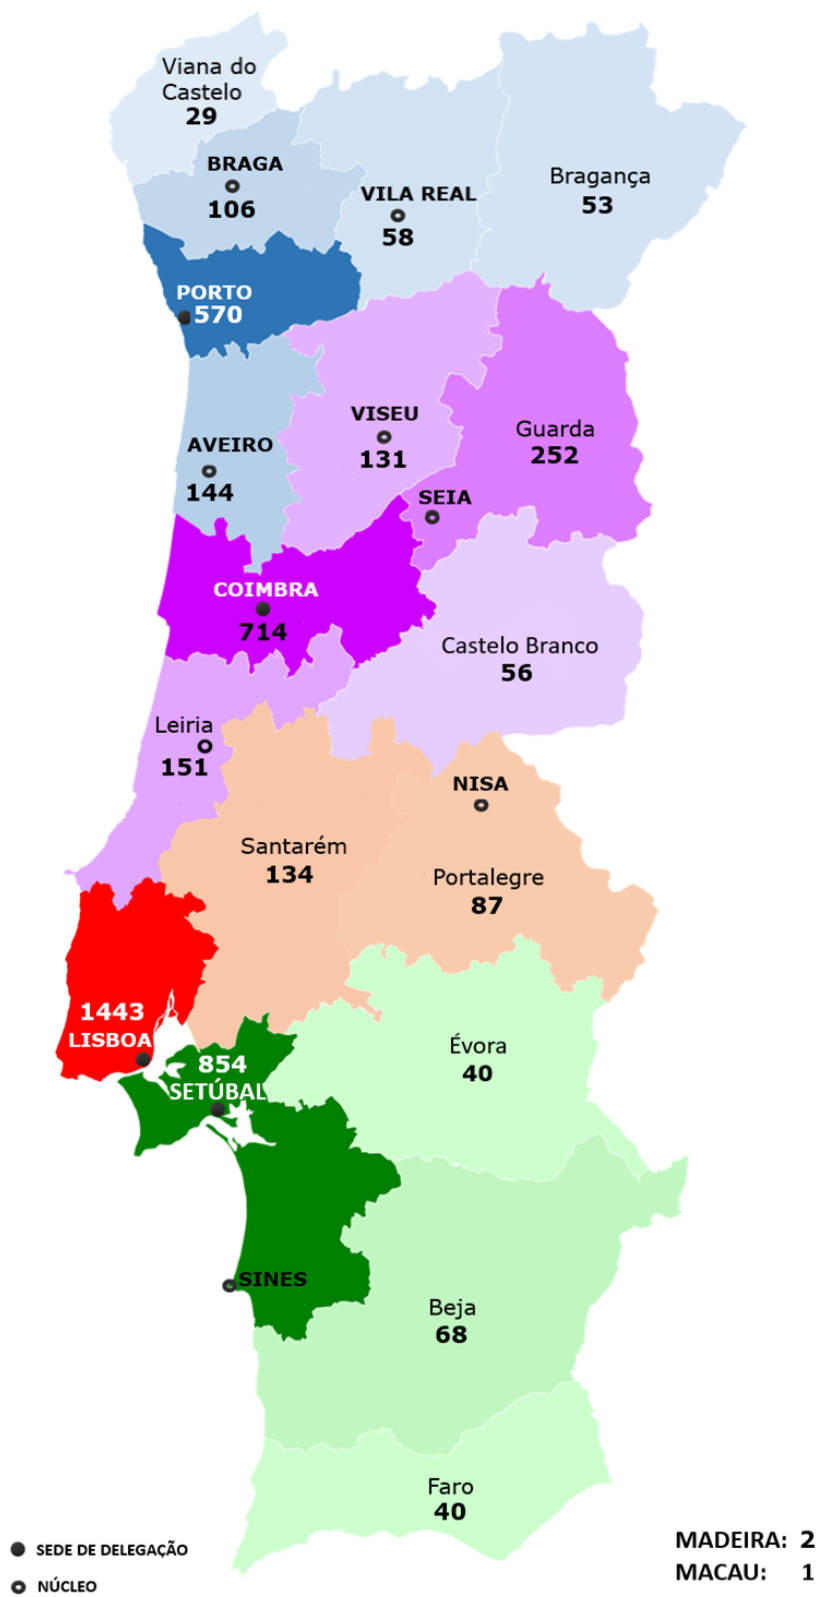 Viana do
Castelo
29
BRAGA
106
VILA REAL
58
Bragança
53
PORTO
570
VISEU
131
Guarda
252
AVEIRO
144
SEIA
COIMBRA
714
Castelo Branco
56
Leiria
151
NISA
Santarém
134
Portalegre
87
1443
LISBOA
854
SETÚBAL
Évora
40
SINES
Beja
68
Faro
40
SEDE DE DELEGAÇÃO
NÚCLEO
MADEIRA: 2
MACAU: 1